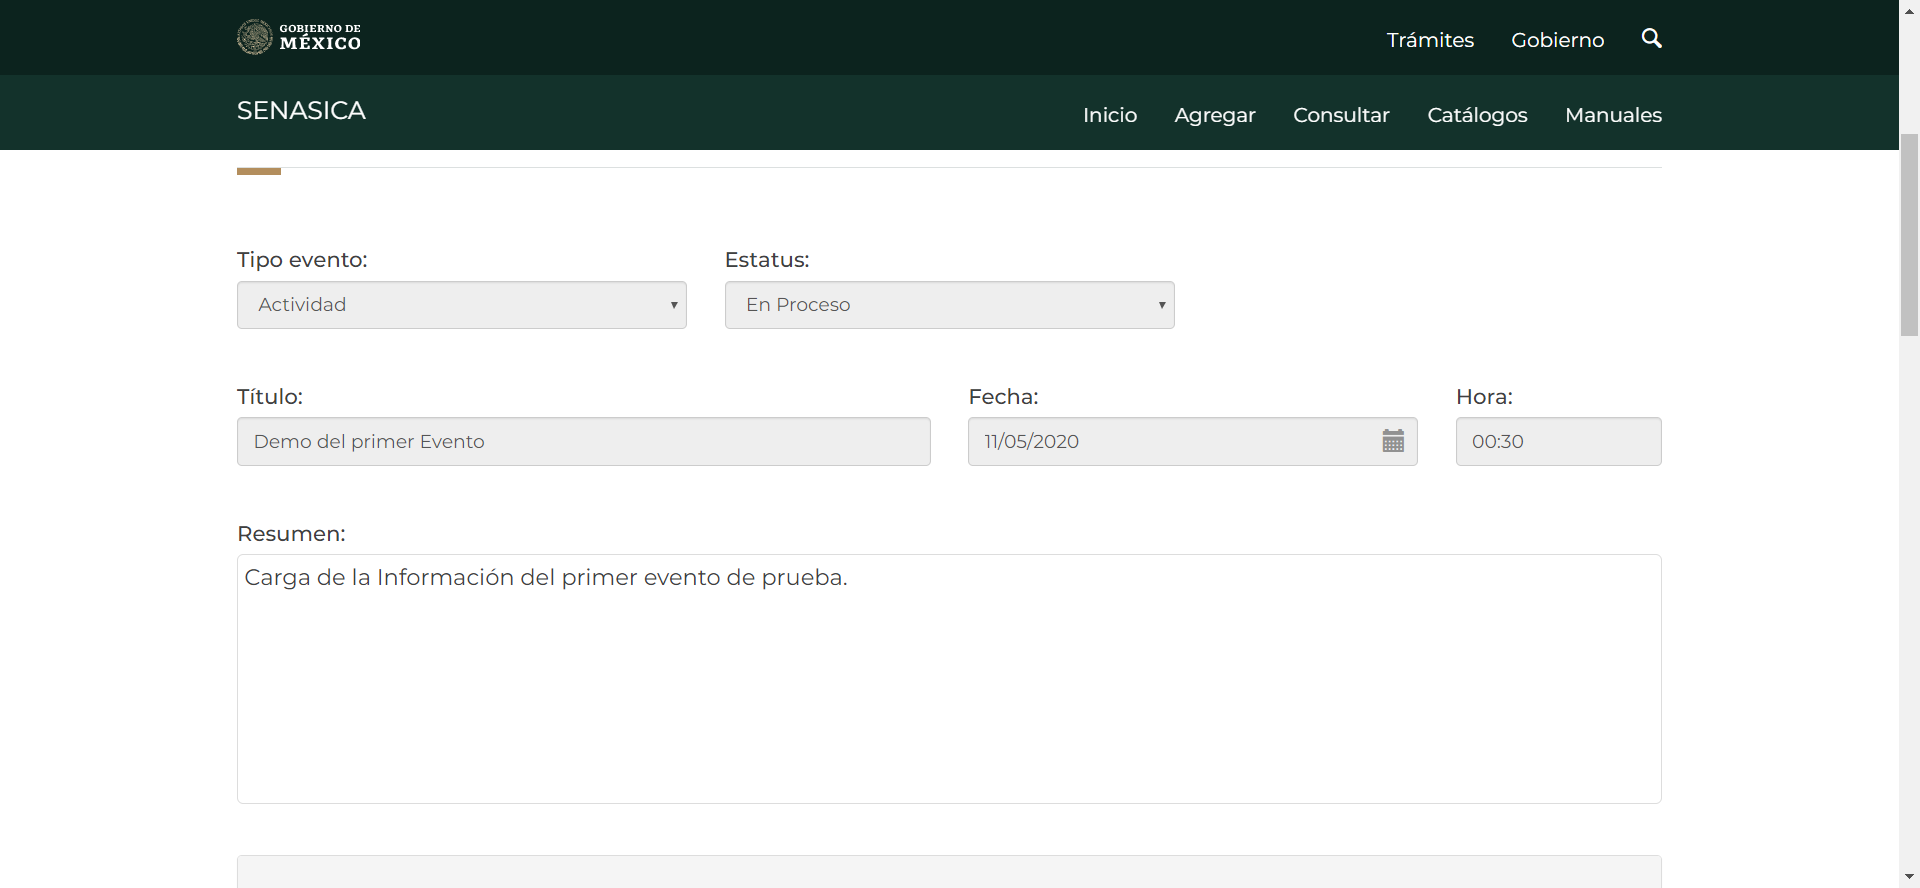 GOBIERNO DE
MÉXICO
Trámites Gobierno
SENASICA
Inicio Agregar Consultar Catálogos Manuales
Tipo evento: Estatus:
Actividad En Proceso
Título: Fecha: Hora:
Demo del primer Evento 11/05/2020 00:30
Resumen:
Carga de la Información del primer evento de prueba.